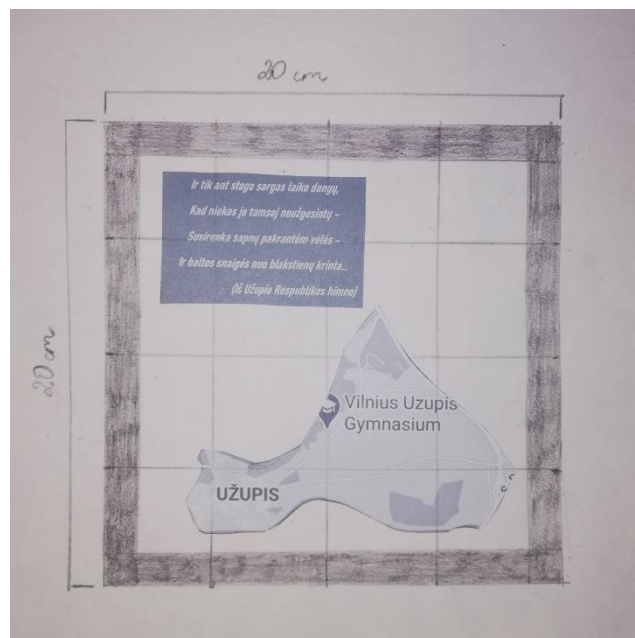 20 cm
20 cm
Ir tik ant stogo sargas laiko dangų,
Kad niekas jo tamsoj neužgesintų –
Susirenka sapnų pakrantėm vėlės –
Ir baltos snaigės nuo blakstienų krinta...
(Iš Užupio Respublikos himno)
Vilnius Uzupis
Gymnasium
UŽUPIS